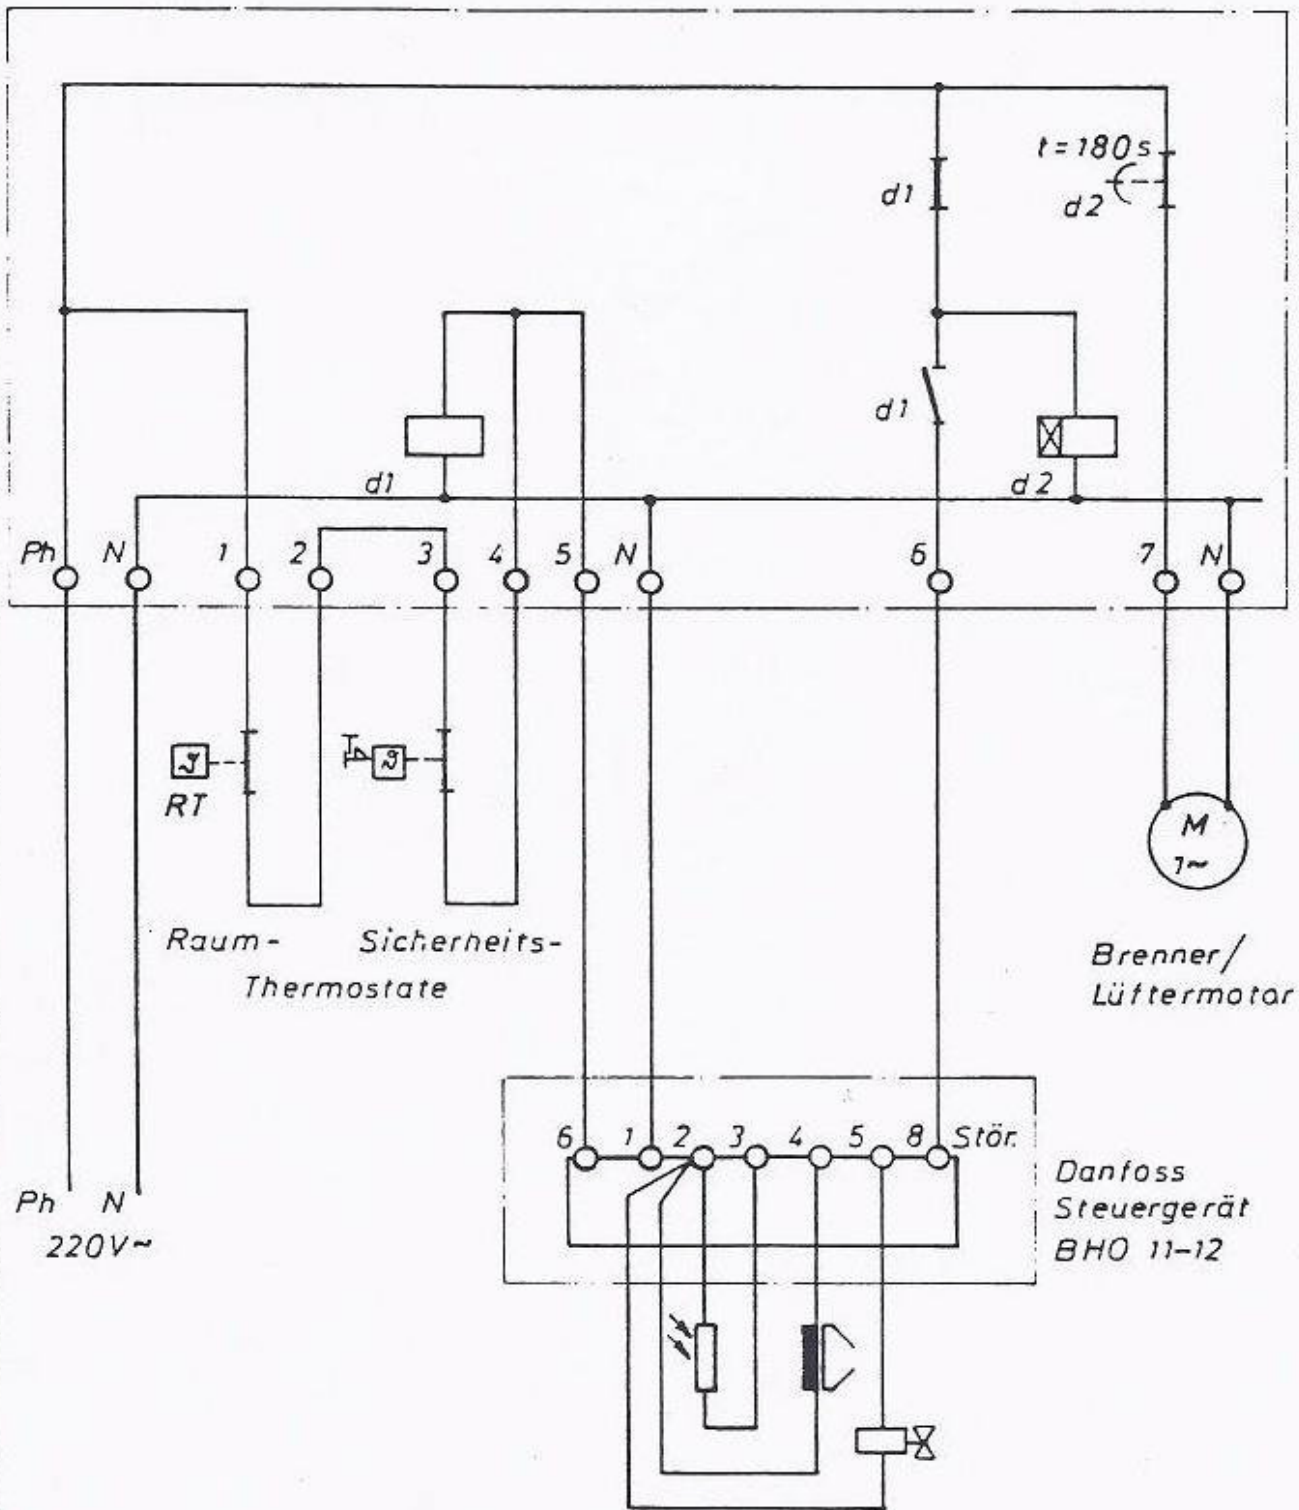 t=180s
d1
d2
d1
d1
d2
Ph N 1 2 3 4 5 N 6 7 N
ϑ
ϑ
RT
M
1~
Raum- Sicherheits-
Thermostate
Brenner/
Lüftermotor
6 1 2 3 4 5 8 Stör.
Danfoss
Steuergerät
BHO 11-12
Ph N
220V~